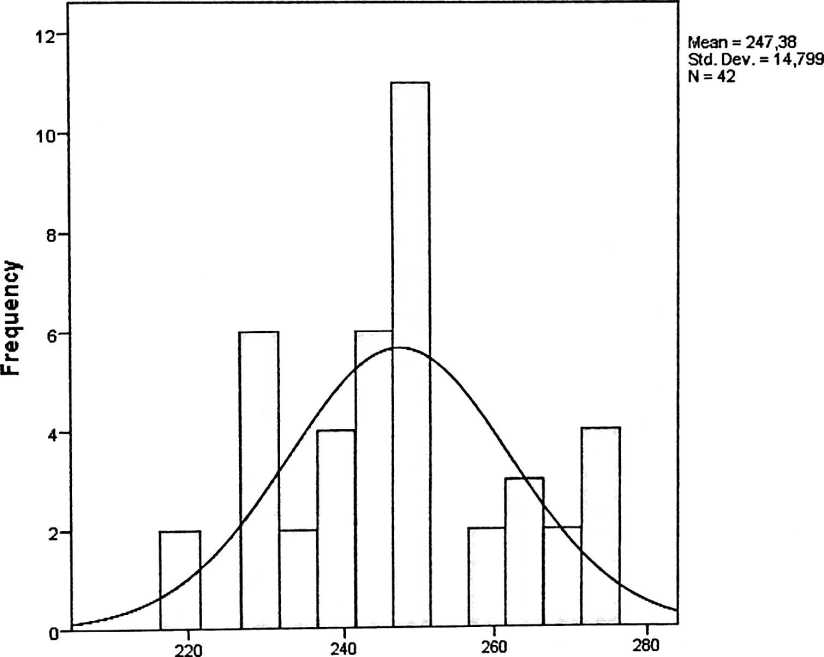 Mean = 247,38
Std. Dev. = 14,799
N = 42
Frequency
12
10
8
6
4
2
0
220
240
260
280